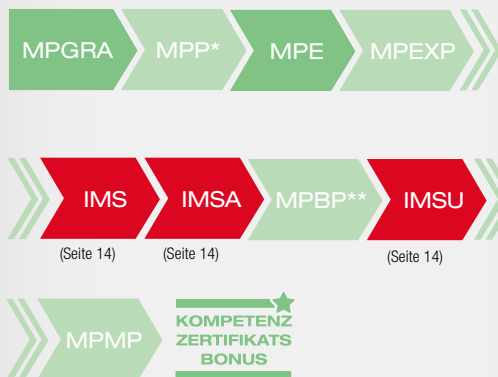 MPGRA MPP* MPE MPEXP
IMS IMSA MPBP** IMSU
(Seite 14) (Seite 14) (Seite 14)
MPMP
KOMPETENZ
ZERTIFIKATS
BONUS